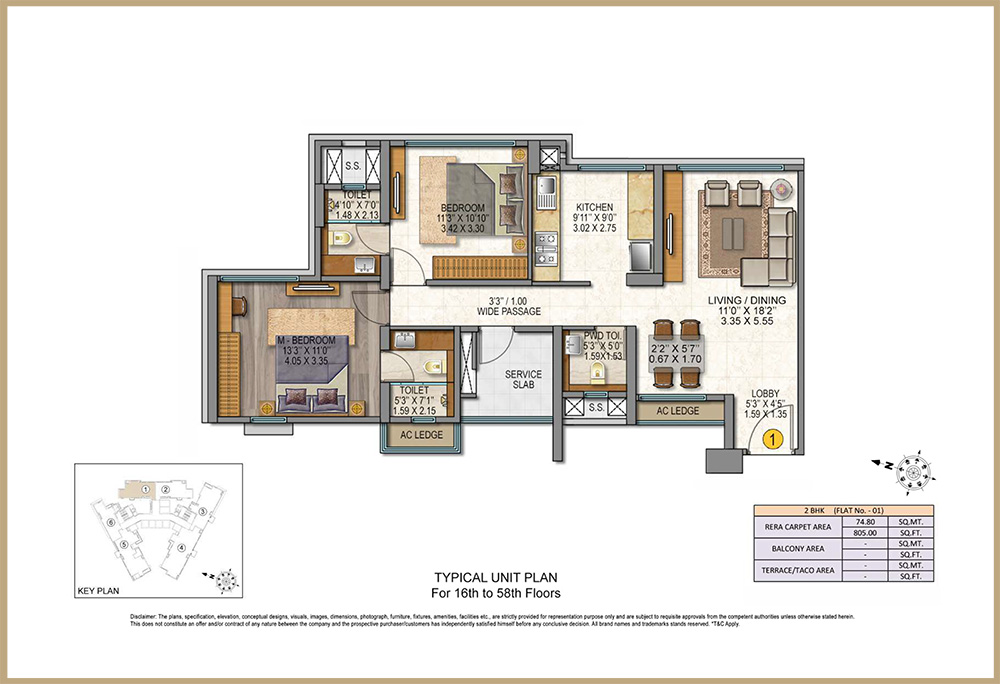 S.S.
TOILET
4'10" X 7'0"
1.48 X 2.13
BEDROOM
11'3" X 10'10"
3.42 X 3.30
KITCHEN
9'11" X 9'0"
3.02 X 2.75
LIVING / DINING
11'0" X 18'2"
3.35 X 5.55
3'3" / 1.00
WIDE PASSAGE
M - BEDROOM
13'3" X 11'0"
4.05 X 3.35
TOILET
5'3" X 7'1"
1.59 X 2.15
AC LEDGE
SERVICE
SLAB
PWD TOI.
5'3" X 5'0"
1.59X1.53
S.S.
2'2" X 5'7"
0.67 X 1.70
AC LEDGE
LOBBY
5'3" X 4'5"
1.59 X 1.35
1
N
1
2
3
4
5
6
N
KEY PLAN
2 BHK (FLAT No. - 01)
RERA CARPET AREA 74.80 SQ.MT.
805.00 SQ.FT.
BALCONY AREA - SQ.MT.
- SQ.FT.
TERRACE/TACO AREA - SQ.MT.
- SQ.FT.
TYPICAL UNIT PLAN
For 16th to 58th Floors
Disclaimer: The plans, specification, elevation, conceptual designs, visuals, images, dimensions, photograph, furniture, fixtures, amenities, facilities etc., are strictly provided for representation purpose only and are subject to requisite approvals from the competent authorities unless otherwise stated herein.
This does not constitute an offer and/or contract of any nature between the company and the prospective purchaser/customers has independently satisfied himself before any conclusive decision. All brand names and trademarks stands reserved. *T&C Apply.